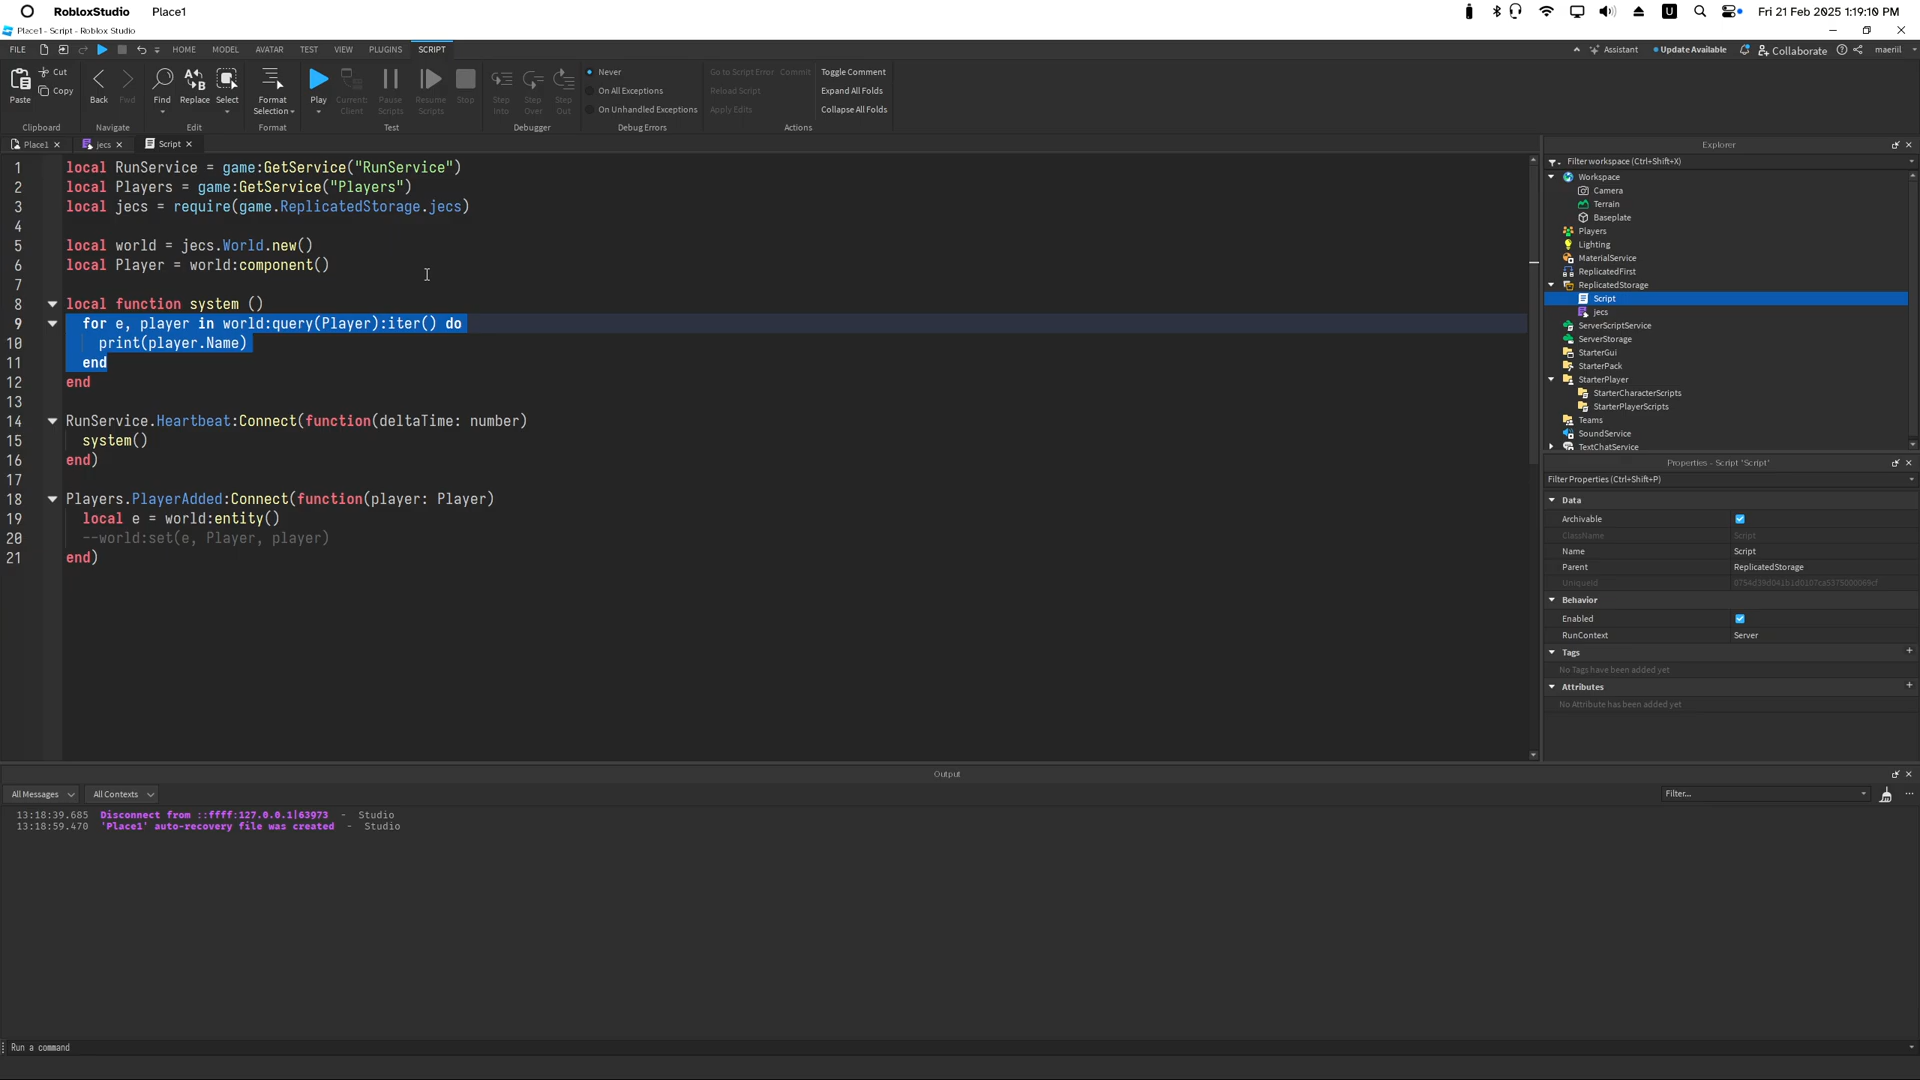 RobloxStudio Place1 U Fri 21 Feb 2025 1:19:10 PM
Place1 - Script - Roblox Studio
FILE HOME MODEL AVATAR TEST VIEW PLUGINS SCRIPT Assistant Update Available Collaborate maeriil
Paste Cut Copy Back Fwd Find Replace Select Format Selection Play Current: Client Pause Scripts Resume Scripts Stop Step Into Step Over Step Out
Never Go to Script Error Commit Toggle Comment
On All Exceptions Reload Script Expand All Folds
On Unhandled Exceptions Apply Edits Collapse All Folds
Clipboard Navigate Edit Format Test Debugger Debug Errors Actions
Place1 jecs Script
1 local RunService = game:GetService("RunService")
2 local Players = game:GetService("Players")
3 local jecs = require(game.ReplicatedStorage.jecs)
4
5 local world = jecs.World.new()
6 local Player = world:component()
7
8 local function system ()
9 for e, player in world:query(Player):iter() do
10 print(player.Name)
11 end
12 end
13
14 RunService.Heartbeat:Connect(function(deltaTime: number)
15 system()
16 end)
17
18 Players.PlayerAdded:Connect(function(player: Player)
19 local e = world:entity()
20 --world:set(e, Player, player)
21 end)
Explorer
Filter workspace (Ctrl+Shift+X)
Workspace
Camera
Terrain
Baseplate
Players
Lighting
MaterialService
ReplicatedFirst
ReplicatedStorage
Script
jecs
ServerScriptService
ServerStorage
StarterGui
StarterPack
StarterPlayer
StarterCharacterScripts
StarterPlayerScripts
Teams
SoundService
TextChatService
Properties - Script "Script"
Filter Properties (Ctrl+Shift+P)
Data
Archivable
ClassName Script
Name Script
Parent ReplicatedStorage
UniqueId
Behavior
Enabled
RunContext Server
Tags
No Tags have been added yet
Attributes
No Attribute has been added yet
Output
All Messages All Contexts Filter...
13:18:39.685 Disconnect from ::ffff:127.0.0.1|63973 - Studio
13:18:59.470 'Place1' auto-recovery file was created - Studio
Run a command